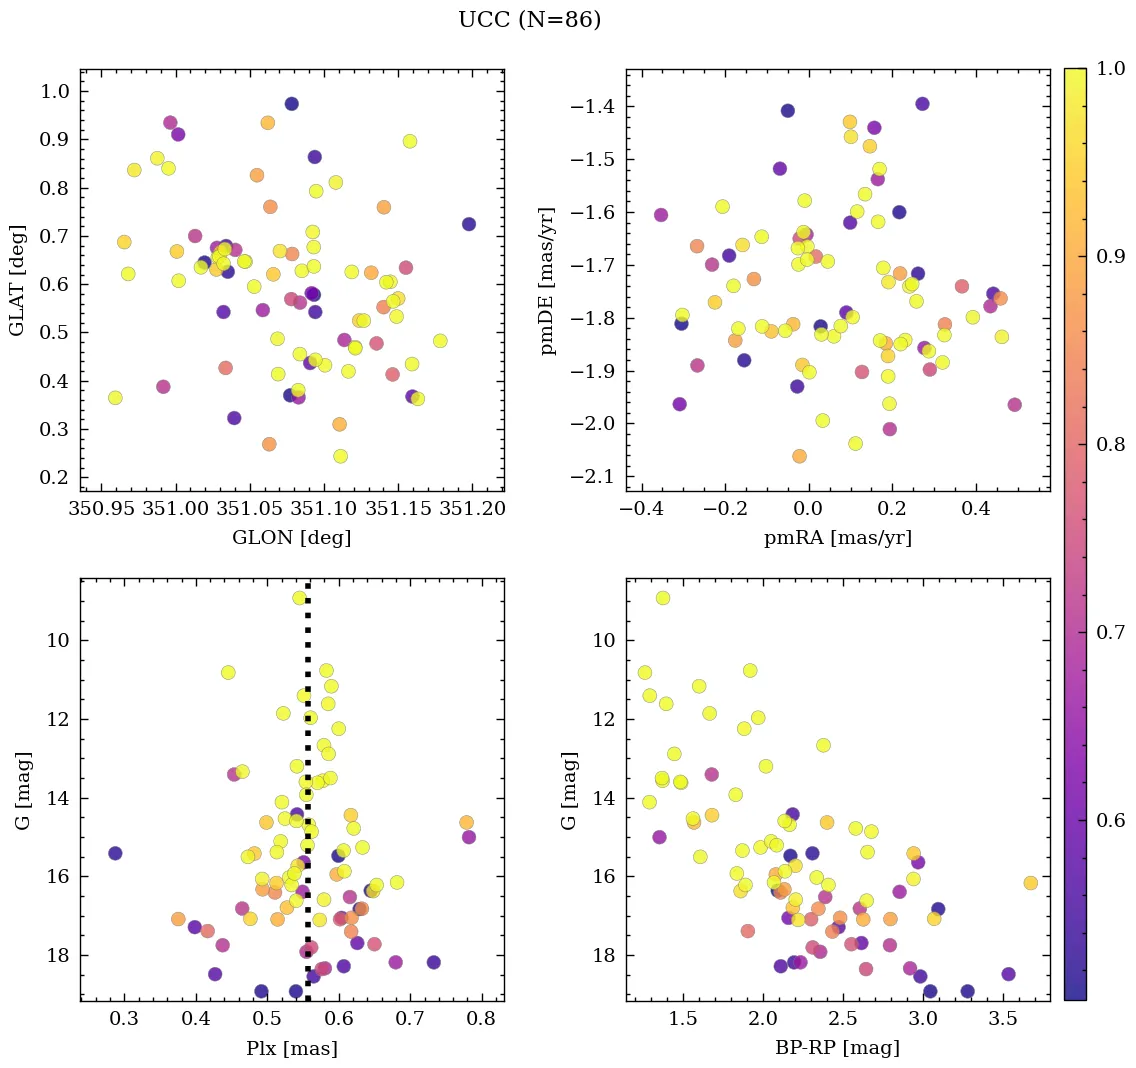 UCC (N=86)
1.0
0.9
0.8
0.7
0.6
0.5
0.4
0.3
0.2
GLAT [deg]
350.95 351.00 351.05 351.10 351.15 351.20
GLON [deg]
−1.4
−1.5
−1.6
−1.7
−1.8
−1.9
−2.0
−2.1
pmDE [mas/yr]
−0.4 −0.2 0.0 0.2 0.4
pmRA [mas/yr]
10
12
14
16
18
G [mag]
0.3 0.4 0.5 0.6 0.7 0.8
Plx [mas]
10
12
14
16
18
G [mag]
1.5 2.0 2.5 3.0 3.5
BP-RP [mag]
1.0
0.9
0.8
0.7
0.6